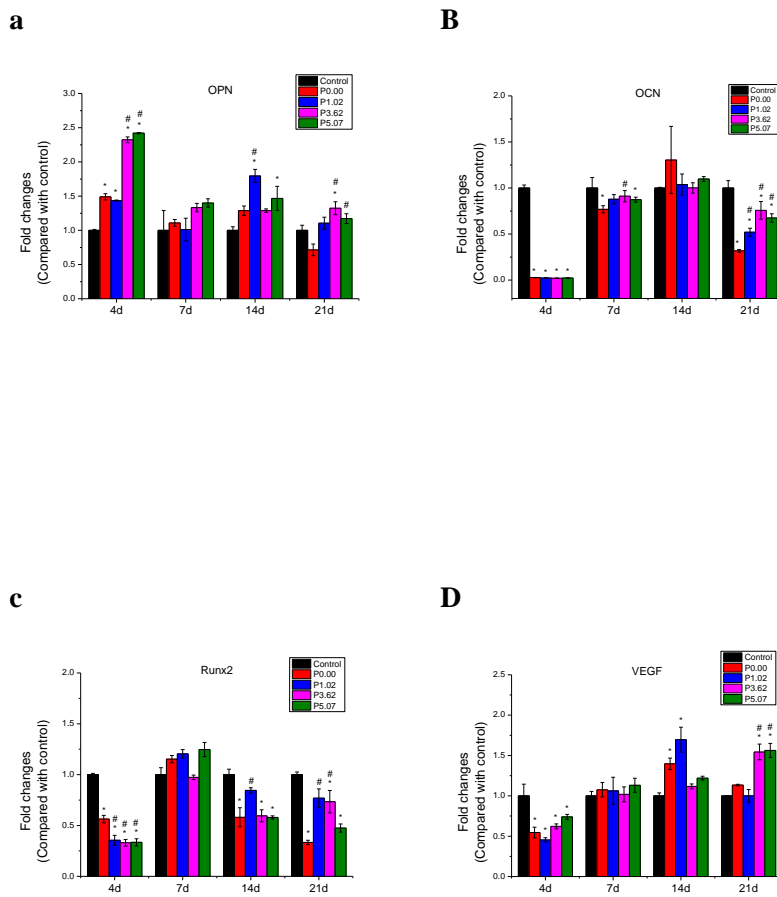 a
OPN
Control
P0.00
P1.02
P3.62
P5.07
Fold changes
(Compared with control)
3.0
2.5
2.0
1.5
1.0
0.5
0.0
# #
* * * *
#
* *
#
* #
4d 7d 14d 21d
B
OCN
Control
P0.00
P1.02
P3.62
P5.07
Fold changes
(Compared with control)
2.0
1.5
1.0
0.5
0.0
* * * *
#
* *
# #
# * *
*
*
4d 7d 14d 21d
c
Runx2
Control
P0.00
P1.02
P3.62
P5.07
Fold changes
(Compared with control)
2.0
1.5
1.0
0.5
0.0
*
# # #
* * *
#
* * *
# #
*
*
*
4d 7d 14d 21d
D
VEGF
Control
P0.00
P1.02
P3.62
P5.07
Fold changes
(Compared with control)
2.5
2.0
1.5
1.0
0.5
0.0
* * * *
* *
# #
* *
4d 7d 14d 21d